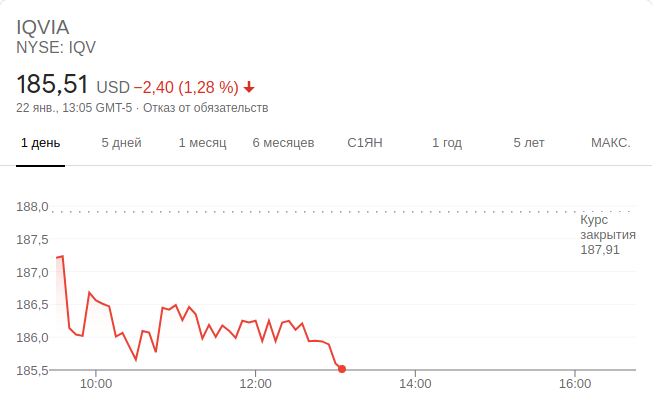 IQVIA
NYSE: IQV
185,51 USD −2,40 (1,28 %)
22 янв., 13:05 GMT-5 · Отказ от обязательств
1 день 5 дней 1 месяц 6 месяцев С1ЯН 1 год 5 лет МАКС.
188,0
Курс
закрытия
187,91
187,5
187,0
186,5
186,0
185,5
10:00 12:00 14:00 16:00